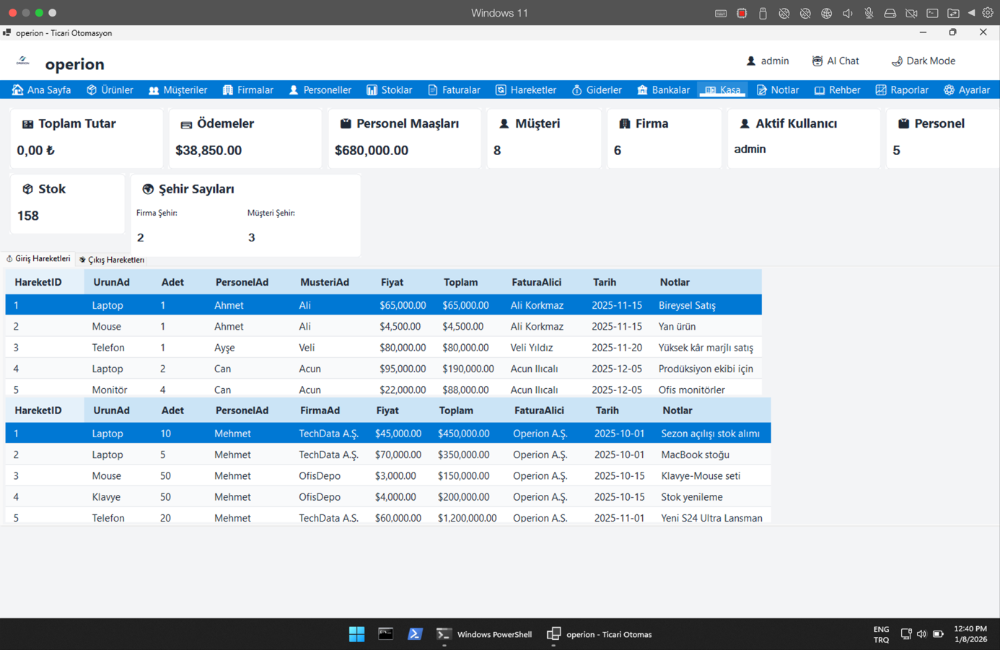 Windows 11
operion - Ticari Otomasyon
OPERION
operion
admin AI Chat Dark Mode
Ana Sayfa Ürünler Müşteriler Firmalar Personeller Stoklar Faturalar Hareketler Giderler Bankalar Kasa Notlar Rehber Raporlar Ayarlar
Toplam Tutar Ödemeler Personel Maaşları Müşteri Firma Aktif Kullanıcı Personel
0,00 ₺ $38,850.00 $680,000.00 8 6 admin 5
Stok Şehir Sayıları
Firma Şehir: Müşteri Şehir:
158
2 3
Giriş Hareketleri Çıkış Hareketleri
HareketID UrunAd Adet PersonelAd MusteriAd Fiyat Toplam FaturaAlici Tarih Notlar
1 Laptop 1 Ahmet Ali $65,000.00 $65,000.00 Ali Korkmaz 2025-11-15 Bireysel Satış
2 Mouse 1 Ahmet Ali $4,500.00 $4,500.00 Ali Korkmaz 2025-11-15 Yan ürün
3 Telefon 1 Ayşe Veli $80,000.00 $80,000.00 Veli Yıldız 2025-11-20 Yüksek kâr marjlı satış
4 Laptop 2 Can Acun $95,000.00 $190,000.00 Acun Ilıcalı 2025-12-05 Prodüksiyon ekibi için
5 Monitör 4 Can Acun $22,000.00 $88,000.00 Acun Ilıcalı 2025-12-05 Ofis monitörler
HareketID UrunAd Adet PersonelAd FirmaAd Fiyat Toplam FaturaAlici Tarih Notlar
1 Laptop 10 Mehmet TechData A.Ş. $45,000.00 $450,000.00 Operion A.Ş. 2025-10-01 Sezon açılışı stok alımı
2 Laptop 5 Mehmet TechData A.Ş. $70,000.00 $350,000.00 Operion A.Ş. 2025-10-01 MacBook stoğu
3 Mouse 50 Mehmet OfisDepo $3,000.00 $150,000.00 Operion A.Ş. 2025-10-15 Klavye-Mouse seti
4 Klavye 50 Mehmet OfisDepo $4,000.00 $200,000.00 Operion A.Ş. 2025-10-15 Stok yenileme
5 Telefon 20 Mehmet TechData A.Ş. $60,000.00 $1,200,000.00 Operion A.Ş. 2025-11-01 Yeni S24 Ultra Lansman
Windows PowerShell operion - Ticari Otomas
ENG 12:40 PM
TRQ 1/8/2026